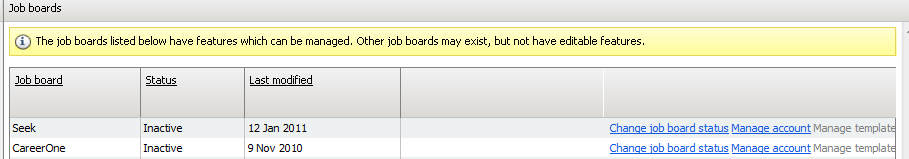 Job boards
The job boards listed below have features which can be managed. Other job boards may exist, but not have editable features.
Job board Status Last modified
Seek Inactive 12 Jan 2011 Change job board status Manage account Manage template
CareerOne Inactive 9 Nov 2010 Change job board status Manage account Manage template